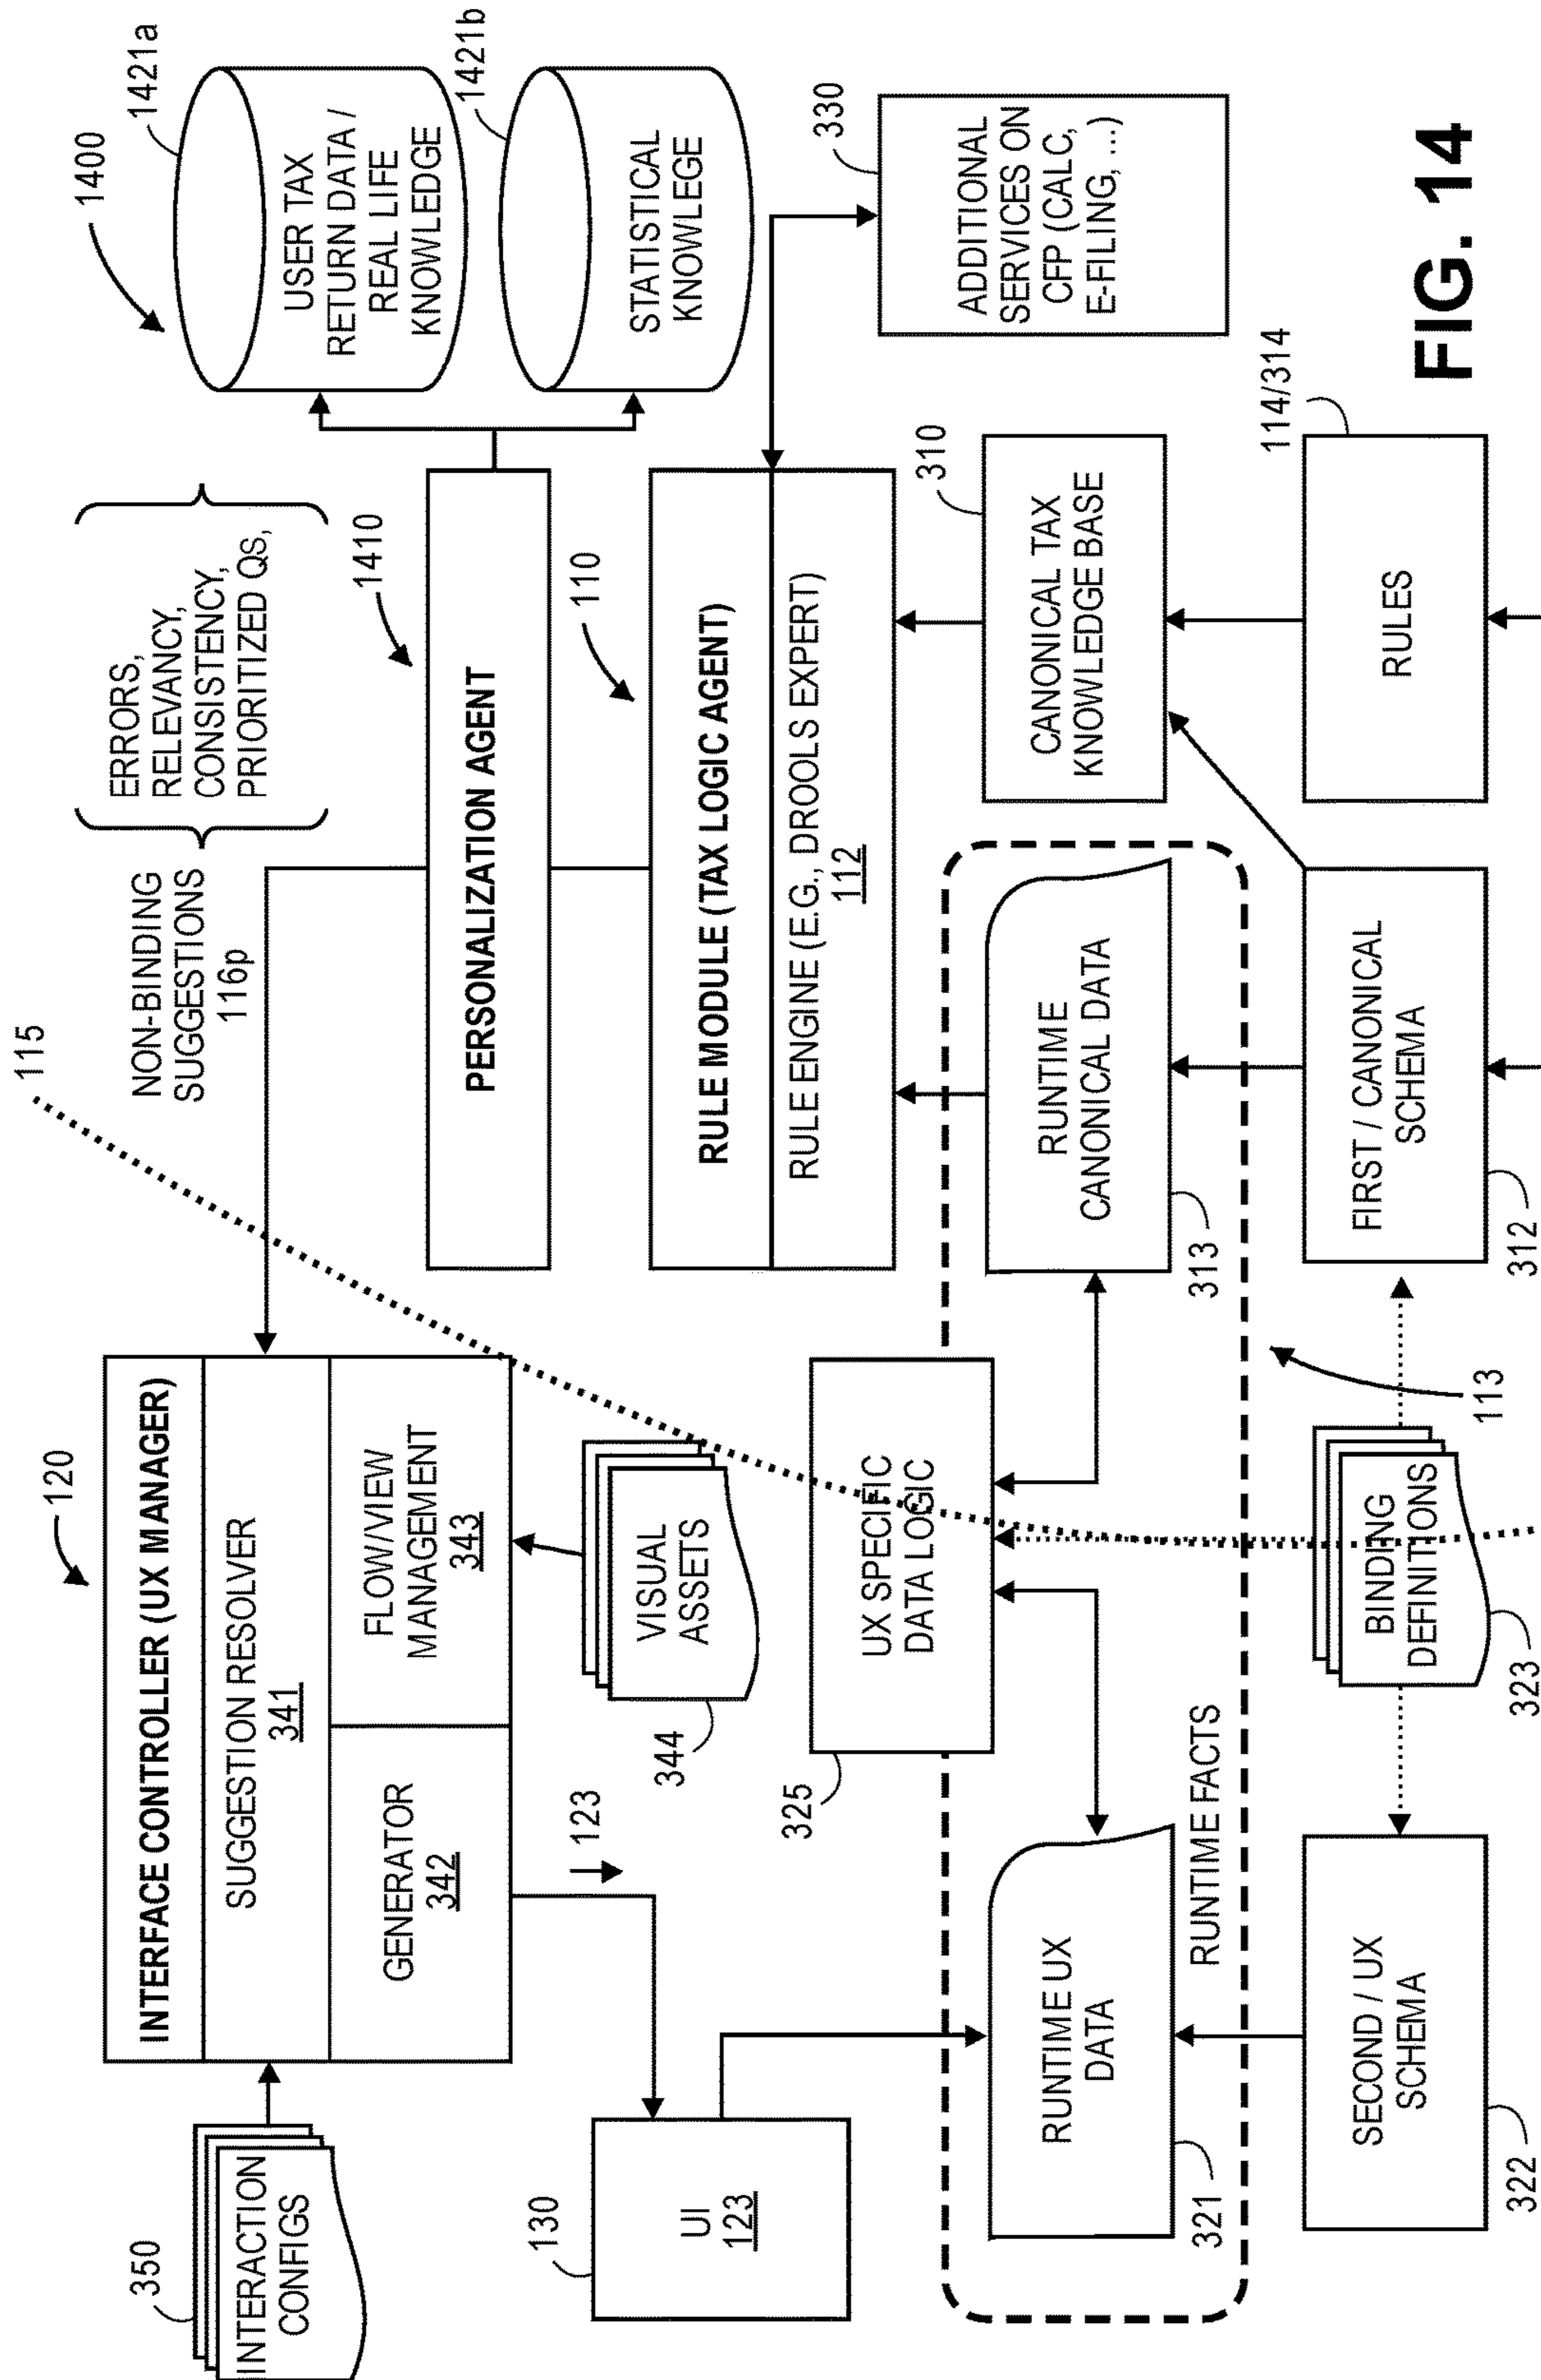 1400
1421a
USER TAX
RETURN DATA /
REAL LIFE
KNOWLEDGE
1421b
STATISTICAL
KNOWLEGE
330
ADDITIONAL
SERVICES ON
CFP (CALC,
E-FILING, ...)
ERRORS,
RELEVANCY,
CONSISTENCY,
PRIORITIZED QS,
NON-BINDING
SUGGESTIONS
116p
115
1410
PERSONALIZATION AGENT
110
RULE MODULE (TAX LOGIC AGENT)
RULE ENGINE (E.G., DROOLS EXPERT)
112
310
CANONICAL TAX
KNOWLEDGE BASE
114/314
RULES
120
INTERFACE CONTROLLER (UX MANAGER)
SUGGESTION RESOLVER
341
GENERATOR
342
FLOW/VIEW
MANAGEMENT
343
350
INTERACTION
CONFIGS
VISUAL
ASSETS
344
123
130
UI
123
325
UX SPECIFIC
DATA LOGIC
RUNTIME
CANONICAL DATA
313
RUNTIME UX
DATA
321
RUNTIME FACTS
113
FIRST / CANONICAL
SCHEMA
312
BINDING
DEFINITIONS
323
SECOND / UX
SCHEMA
322
FIG. 14